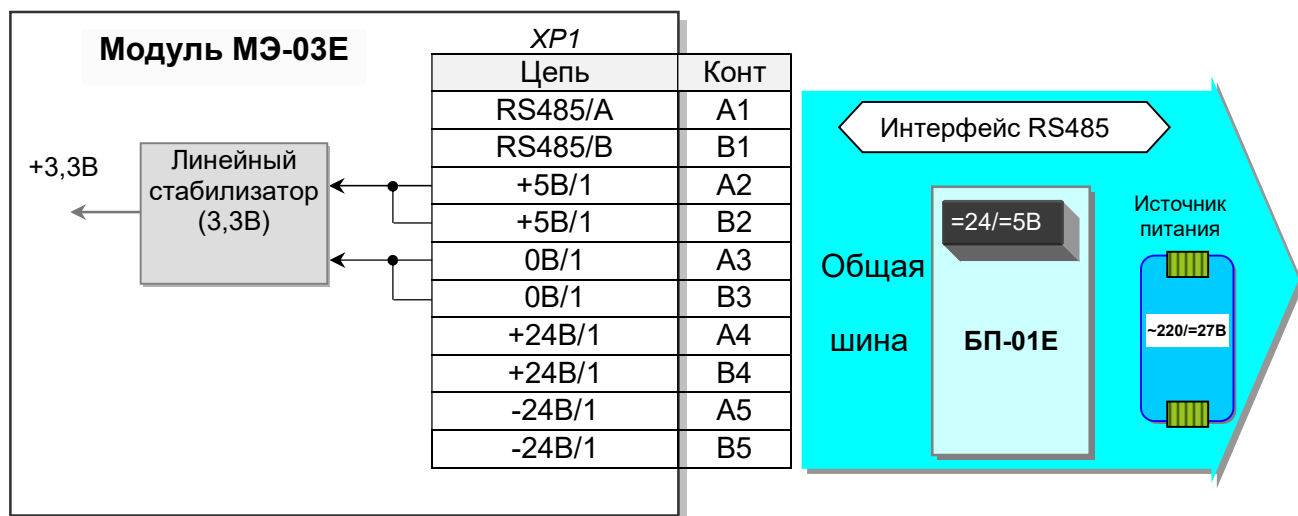 Модуль МЭ-03Е
XP1
Цепь Конт
RS485/A A1
RS485/B B1
+5В/1 A2
+5В/1 B2
0В/1 A3
0В/1 B3
+24В/1 A4
+24В/1 B4
-24В/1 A5
-24В/1 B5
+3,3В
Линейный
стабилизатор
(3,3В)
Интерфейс RS485
Общая
шина
=24/=5В
БП-01Е
Источник
питания
~220/=27В